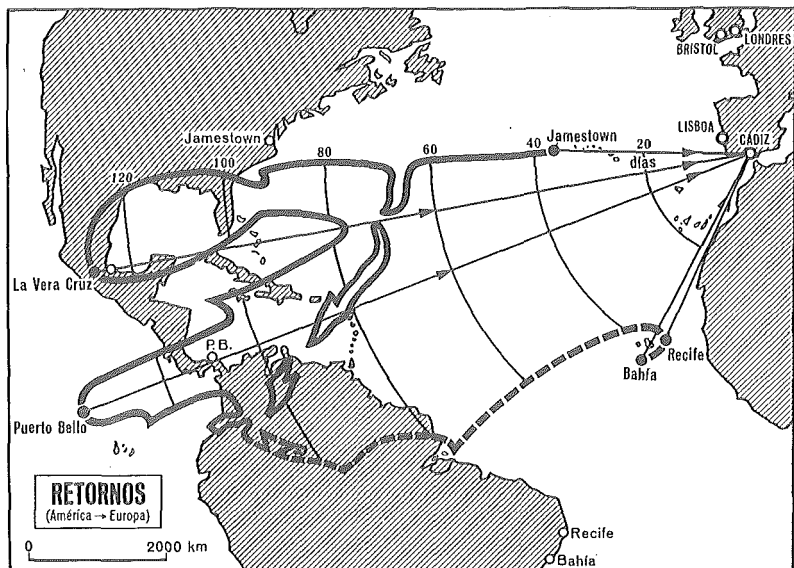 LONDRES
BRISTOL
Jamestown
120
100
80
60
40
Jamestown
20
días
LISBOA
CÁDIZ
La Vera Cruz
P.B.
Puerto Bello
Recife
Bahía
RETORNOS
(América → Europa)
0 2000 km
Recife
Bahía